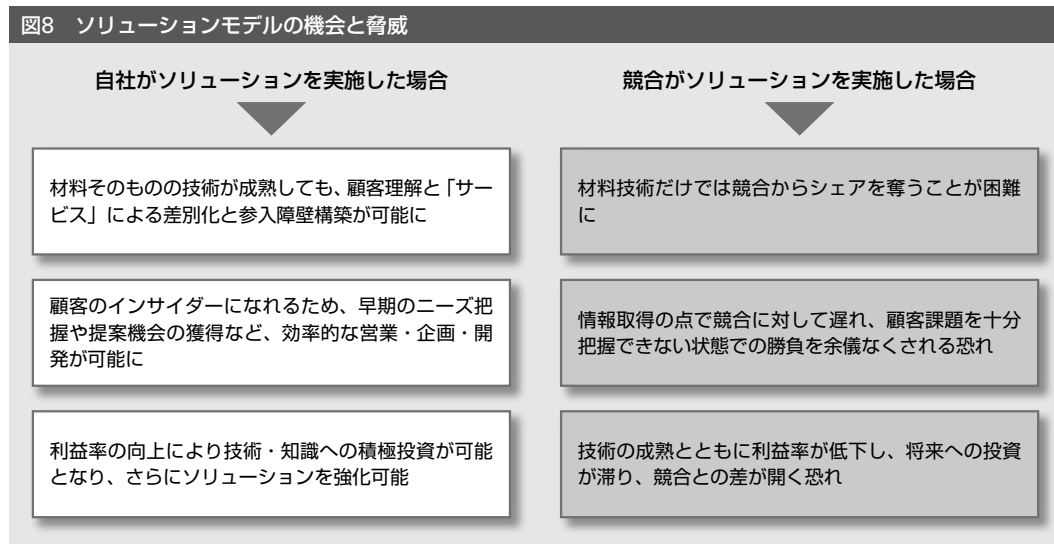 図8　ソリューションモデルの機会と脅威
自社がソリューションを実施した場合
材料そのものの技術が成熟しても、顧客理解と「サー
ビス」による差別化と参入障壁構築が可能に
顧客のインサイダーになれるため、早期のニーズ把
握や提案機会の獲得など、効率的な営業・企画・開
発が可能に
利益率の向上により技術・知識への積極投資が可能
となり、さらにソリューションを強化可能
競合がソリューションを実施した場合
材料技術だけでは競合からシェアを奪うことが困難
に
情報取得の点で競合に対して遅れ、顧客課題を十分
把握できない状態での勝負を余儀なくされる恐れ
技術の成熟とともに利益率が低下し、将来への投資
が滞り、競合との差が開く恐れ